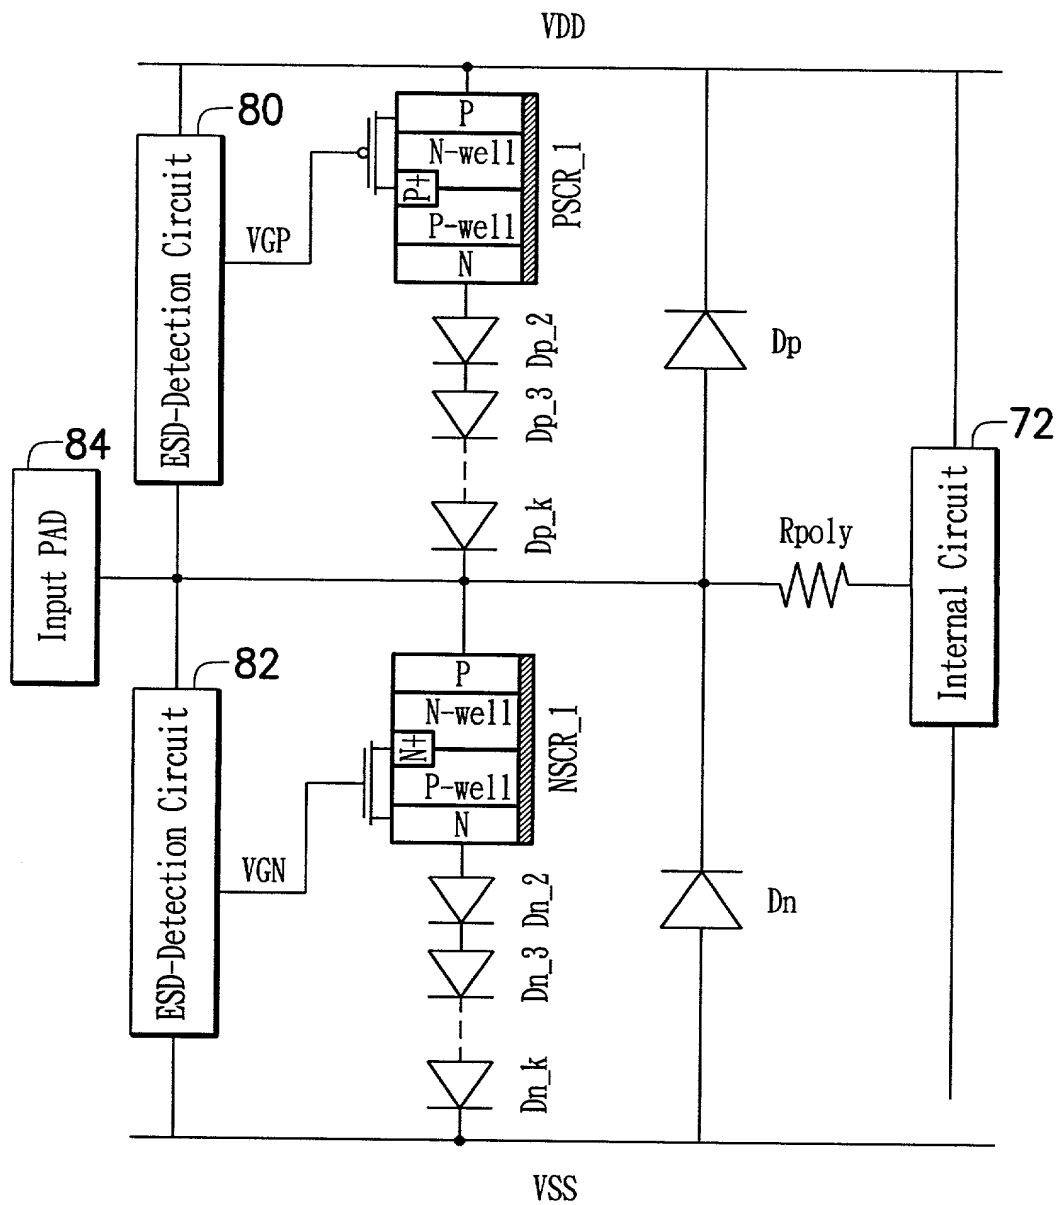 VDD
80
ESD-Detection Circuit
VGP
P
N-well
P+
P-well
N
PSCR_1
Dp_2
Dp_3
Dp_k
Dp
84
Input PAD
Rpoly
72
Internal Circuit
82
ESD-Detection Circuit
VGN
P
N-well
N+
P-well
N
NSCR_1
Dn_2
Dn_3
Dn_k
Dn
VSS